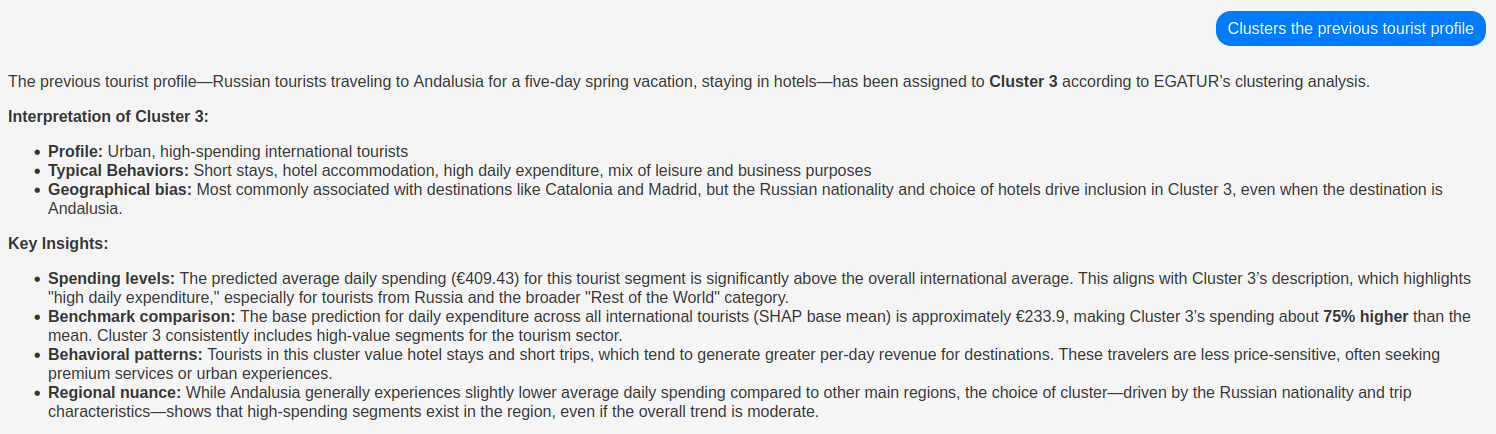 Clusters the previous tourist profile
The previous tourist profile—Russian tourists traveling to Andalusia for a five-day spring vacation, staying in hotels—has been assigned to Cluster 3 according to EGATUR’s clustering analysis.
Interpretation of Cluster 3:
• Profile: Urban, high-spending international tourists
• Typical Behaviors: Short stays, hotel accommodation, high daily expenditure, mix of leisure and business purposes
• Geographical bias: Most commonly associated with destinations like Catalonia and Madrid, but the Russian nationality and choice of hotels drive inclusion in Cluster 3, even when the destination is
Andalusia.
Key Insights:
• Spending levels: The predicted average daily spending (€409.43) for this tourist segment is significantly above the overall international average. This aligns with Cluster 3’s description, which highlights
"high daily expenditure," especially for tourists from Russia and the broader "Rest of the World" category.
• Benchmark comparison: The base prediction for daily expenditure across all international tourists (SHAP base mean) is approximately €233.9, making Cluster 3’s spending about 75% higher than the
mean. Cluster 3 consistently includes high-value segments for the tourism sector.
• Behavioral patterns: Tourists in this cluster value hotel stays and short trips, which tend to generate greater per-day revenue for destinations. These travelers are less price-sensitive, often seeking
premium services or urban experiences.
• Regional nuance: While Andalusia generally experiences slightly lower average daily spending compared to other main regions, the choice of cluster—driven by the Russian nationality and trip
characteristics—shows that high-spending segments exist in the region, even if the overall trend is moderate.